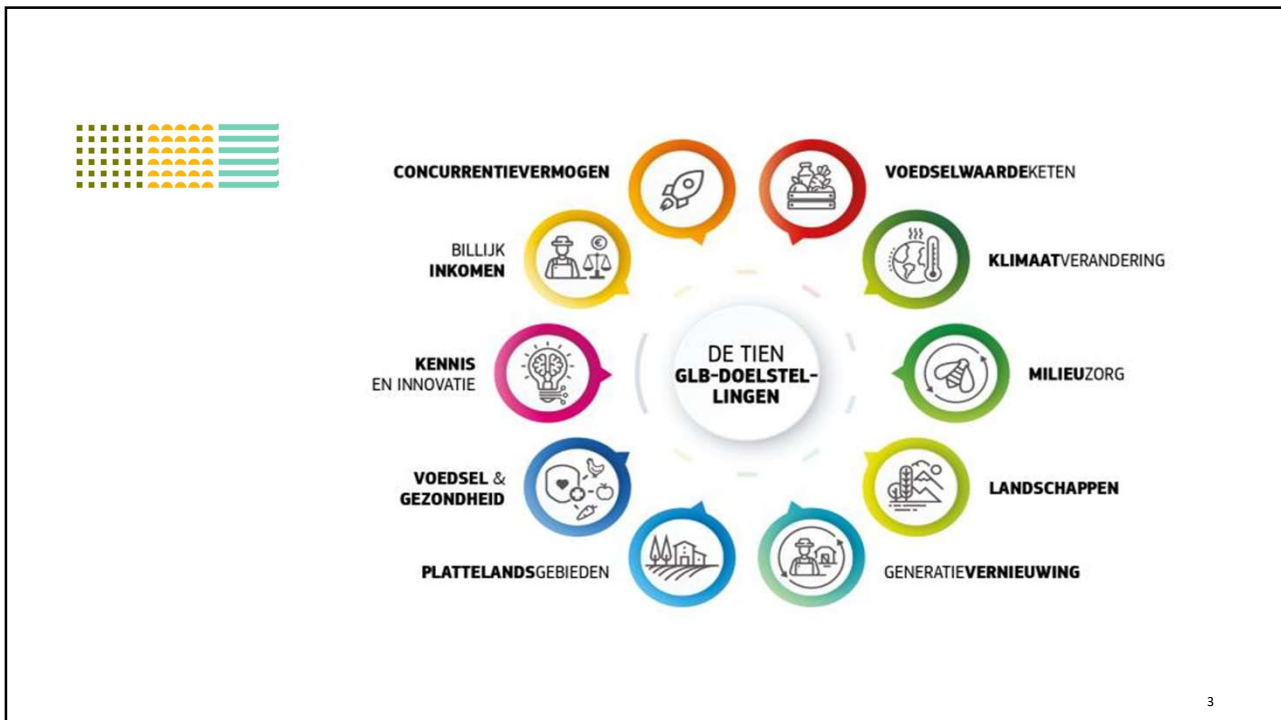 CONCURRENTIEVERMOGEN
VOEDSELWAARDEKETEN
BILLIJK
INKOMEN
KLIMAATVERANDERING
KENNIS
EN INNOVATIE
DE TIEN
GLB-DOELSTEL-
LINGEN
MILIEUZORG
VOEDSEL &
GEZONDHEID
LANDSCHAPPEN
PLATTELANDSGEBIEDEN
GENERATIEVERNIEUWING
3